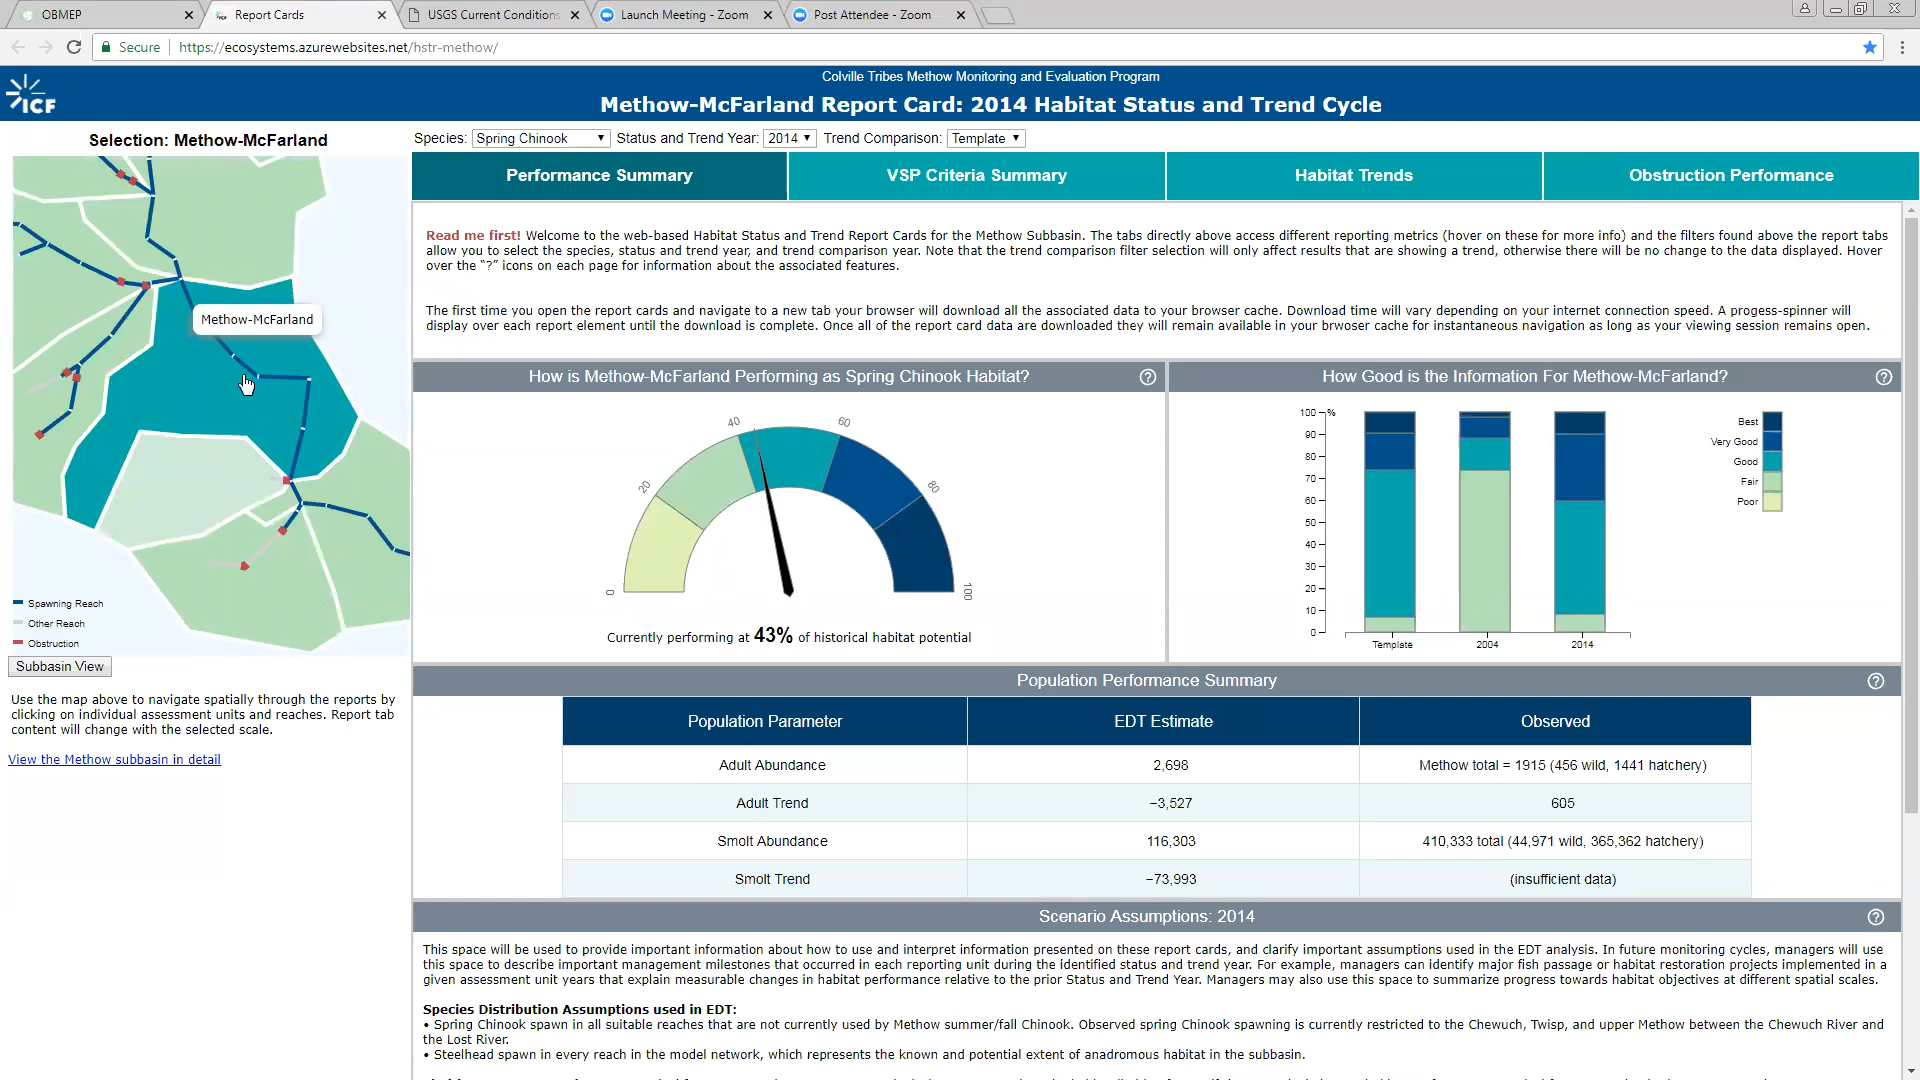 OBMEP
Report Cards
USGS Current Conditions
Launch Meeting - Zoom
Post Attendee - Zoom
Secure
https://ecosystems.azurewebsites.net/hstr-methow/
ICF
Colville Tribes Methow Monitoring and Evaluation Program
Methow-McFarland Report Card: 2014 Habitat Status and Trend Cycle
Selection: Methow-McFarland
Species: Spring Chinook Status and Trend Year: 2014 Trend Comparison: Template
Performance Summary
VSP Criteria Summary
Habitat Trends
Obstruction Performance
Methow-McFarland
Spawning Reach
Other Reach
Obstruction
Subbasin View
Use the map above to navigate spatially through the reports by
clicking on individual assessment units and reaches. Report tab
content will change with the selected scale.
View the Methow subbasin in detail
Read me first! Welcome to the web-based Habitat Status and Trend Report Cards for the Methow Subbasin. The tabs directly above access different reporting metrics (hover on these for more info) and the filters found above the report tabs
allow you to select the species, status and trend year, and trend comparison year. Note that the trend comparison filter selection will only affect results that are showing a trend, otherwise there will be no change to the data displayed. Hover
over the "?" icons on each page for information about the associated features.
The first time you open the report cards and navigate to a new tab your browser will download all the associated data to your browser cache. Download time will vary depending on your internet connection speed. A progess-spinner will
display over each report element until the download is complete. Once all of the report card data are downloaded they will remain available in your brwoser cache for instantaneous navigation as long as your viewing session remains open.
How is Methow-McFarland Performing as Spring Chinook Habitat?
?
0
20
40
60
80
100
Currently performing at 43% of historical habitat potential
How Good is the Information For Methow-McFarland?
?
100 %
90
80
70
60
50
40
30
20
10
0
Template
2004
2014
Best
Very Good
Good
Fair
Poor
Population Performance Summary
?
Population Parameter EDT Estimate Observed
Adult Abundance 2,698 Methow total = 1915 (456 wild, 1441 hatchery)
Adult Trend −3,527 605
Smolt Abundance 116,303 410,333 total (44,971 wild, 365,362 hatchery)
Smolt Trend −73,993 (insufficient data)
Scenario Assumptions: 2014
?
This space will be used to provide important information about how to use and interpret information presented on these report cards, and clarify important assumptions used in the EDT analysis. In future monitoring cycles, managers will use
this space to describe important management milestones that occurred in each reporting unit during the identified status and trend year. For example, managers can identify major fish passage or habitat restoration projects implemented in a
given assessment unit years that explain measurable changes in habitat performance relative to the prior Status and Trend Year. Managers may also use this space to summarize progress towards habitat objectives at different spatial scales.
Species Distribution Assumptions used in EDT:
• Spring Chinook spawn in all suitable reaches that are not currently used by Methow summer/fall Chinook. Observed spring Chinook spawning is currently restricted to the Chewuch, Twisp, and upper Methow between the Chewuch River and
the Lost River.
• Steelhead spawn in every reach in the model network, which represents the known and potential extent of anadromous habitat in the subbasin.